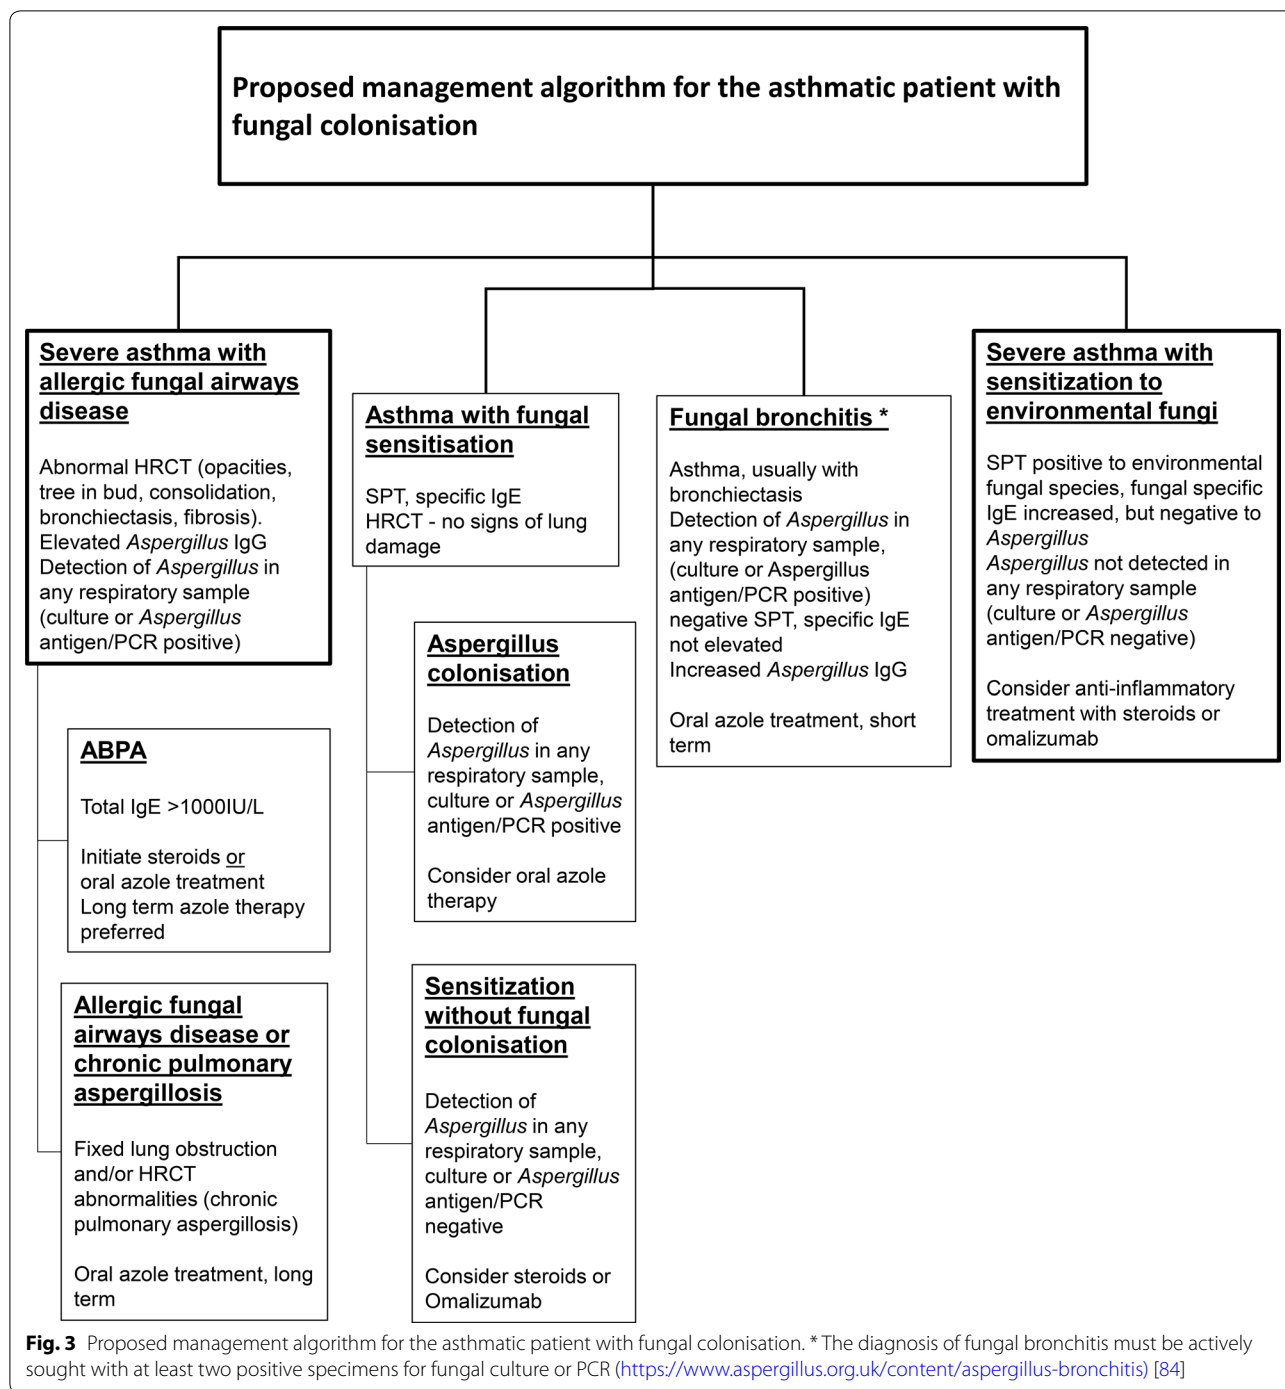 Proposed management algorithm for the asthmatic patient with
fungal colonisation
Severe asthma with
allergic fungal airways
disease
Abnormal HRCT (opacities,
tree in bud, consolidation,
bronchiectasis, fibrosis).
Elevated Aspergillus IgG
Detection of Aspergillus in
any respiratory sample
(culture or Aspergillus
antigen/PCR positive)
ABPA
Total IgE >1000IU/L
Initiate steroids or
oral azole treatment
Long term azole therapy
preferred
Allergic fungal
airways disease or
chronic pulmonary
aspergillosis
Fixed lung obstruction
and/or HRCT
abnormalities (chronic
pulmonary aspergillosis)
Oral azole treatment, long
term
Asthma with fungal
sensitisation
SPT, specific IgE
HRCT - no signs of lung
damage
Aspergillus
colonisation
Detection of
Aspergillus in any
respiratory sample,
culture or Aspergillus
antigen/PCR positive
Consider oral azole
therapy
Sensitization
without fungal
colonisation
Detection of
Aspergillus in any
respiratory sample,
culture or Aspergillus
antigen/PCR
negative
Consider steroids or
Omalizumab
Fungal bronchitis *
Asthma, usually with
bronchiectasis
Detection of Aspergillus in
any respiratory sample,
(culture or Aspergillus
antigen/PCR positive)
negative SPT, specific IgE
not elevated
Increased Aspergillus IgG
Oral azole treatment, short
term
Severe asthma with
sensitization to
environmental fungi
SPT positive to environmental
fungal species, fungal specific
IgE increased, but negative to
Aspergillus
Aspergillus not detected in
any respiratory sample
(culture or Aspergillus
antigen/PCR negative)
Consider anti-inflammatory
treatment with steroids or
omalizumab
Fig. 3 Proposed management algorithm for the asthmatic patient with fungal colonisation. * The diagnosis of fungal bronchitis must be actively
sought with at least two positive specimens for fungal culture or PCR (https://www.aspergillus.org.uk/content/aspergillus-bronchitis) [84]